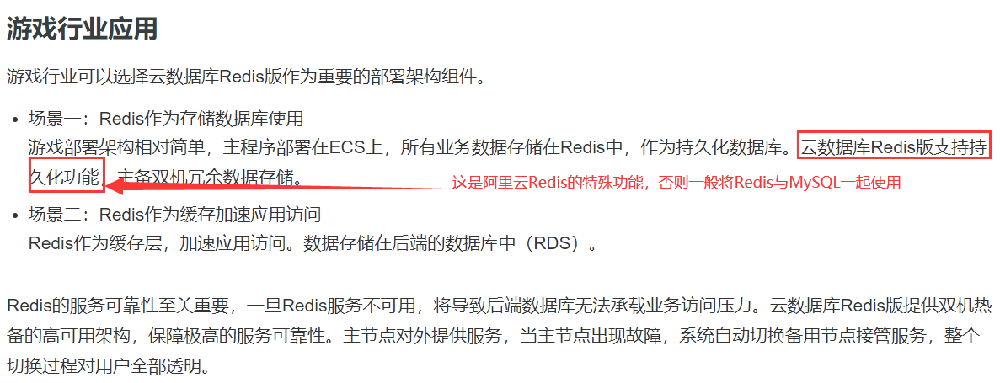 游戏行业应用
游戏行业可以选择云数据库Redis版作为重要的部署架构组件。
场景一：Redis作为存储数据库使用
游戏部署架构相对简单，主程序部署在ECS上，所有业务数据存储在Redis中，作为持久化数据库。云数据库Redis版支持持
久化功能，主备双机冗余数据存储。
这是阿里云Redis的特殊功能，否则一般将Redis与MySQL一起使用
场景二：Redis作为缓存加速应用访问
Redis作为缓存层，加速应用访问。数据存储在后端的数据库中（RDS）。
Redis的服务可靠性至关重要，一旦Redis服务不可用，将导致后端数据库无法承载业务访问压力。云数据库Redis版提供双机热
备的高可用架构，保障极高的服务可靠性。主节点对外提供服务，当主节点出现故障，系统自动切换备用节点接管服务，整个
切换过程对用户全部透明。